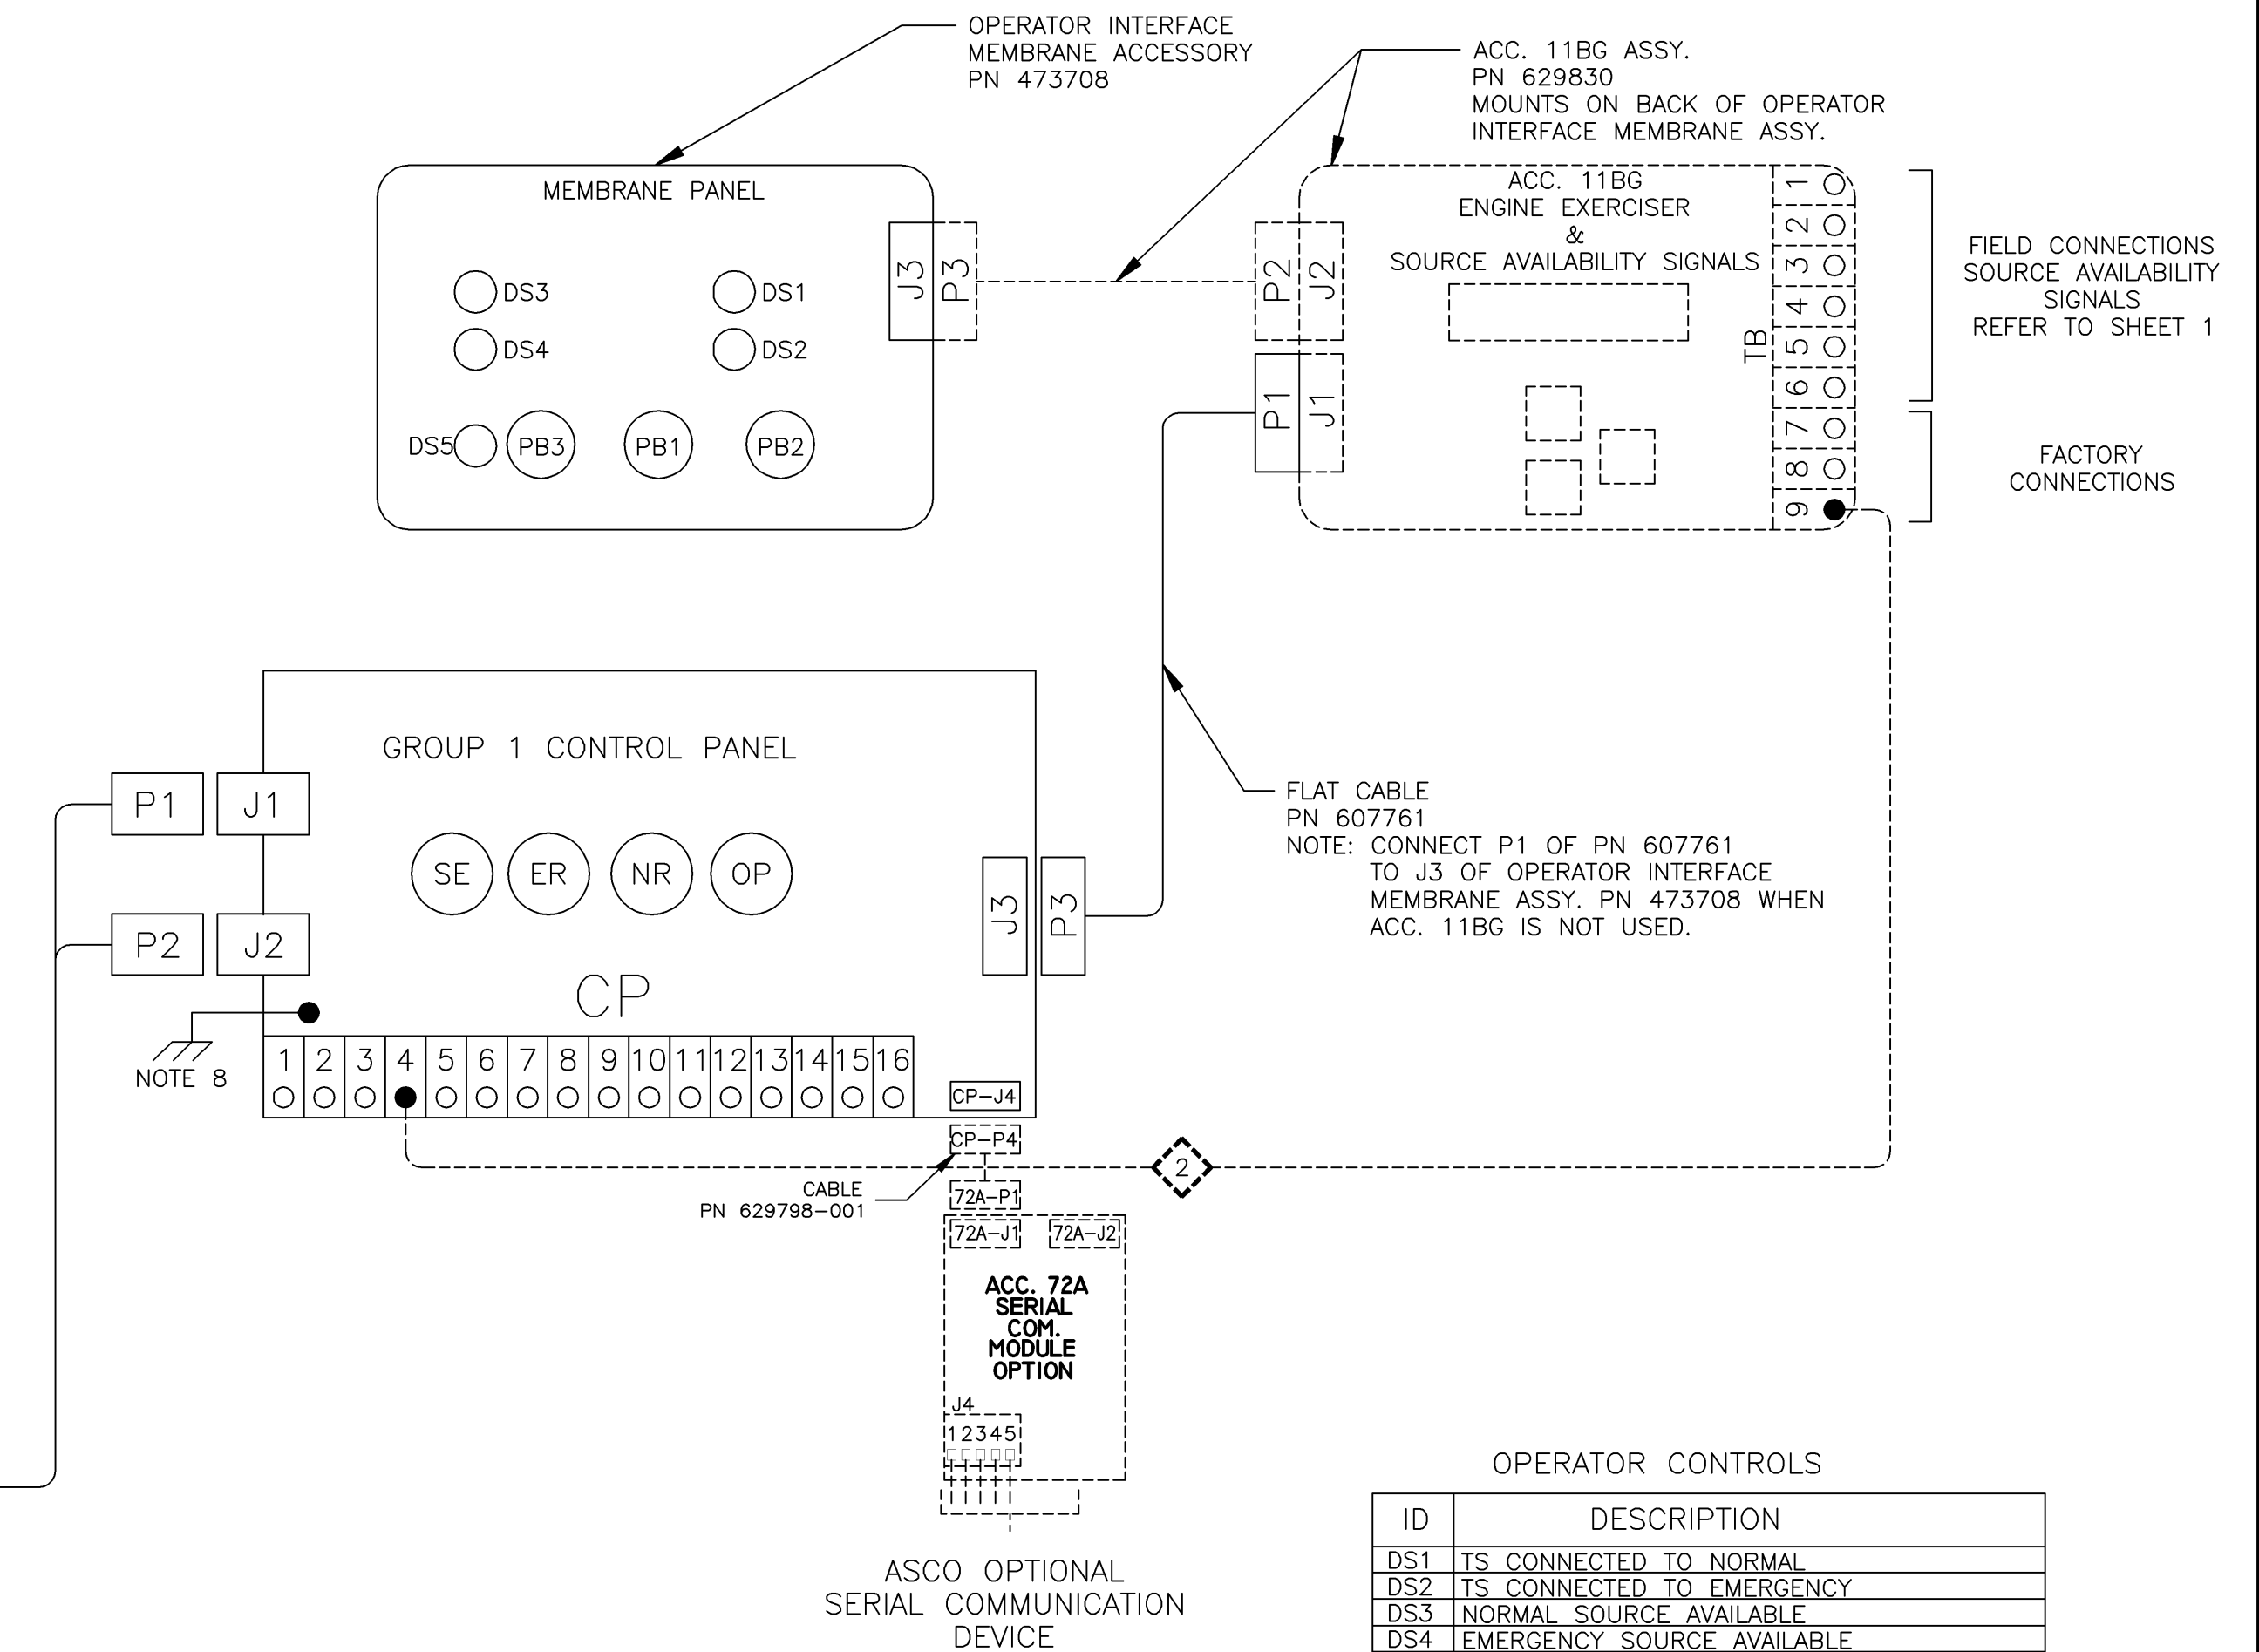 OPERATOR INTERFACE
MEMBRANE ACCESSORY
PN 473708
ACC. 11BG ASSY.
PN 629830
MOUNTS ON BACK OF OPERATOR
INTERFACE MEMBRANE ASSY.
MEMBRANE PANEL
DS3
DS1
DS4
DS2
DS5
PB3
PB1
PB2
J3
P3
P2
J2
P1
J1
ACC. 11BG
ENGINE EXERCISER
&
SOURCE AVAILABILITY SIGNALS
TB
1
2
3
4
5
6
7
8
9
FIELD CONNECTIONS
SOURCE AVAILABILITY
SIGNALS
REFER TO SHEET 1
FACTORY
CONNECTIONS
GROUP 1 CONTROL PANEL
P1
J1
P2
J2
SE
ER
NR
OP
CP
J3
P3
NOTE 8
1 2 3 4 5 6 7 8 9 10 11 12 13 14 15 16
FLAT CABLE
PN 607761
NOTE: CONNECT P1 OF PN 607761
TO J3 OF OPERATOR INTERFACE
MEMBRANE ASSY. PN 473708 WHEN
ACC. 11BG IS NOT USED.
CP-J4
CP-P4
2
CABLE
PN 629798-001
72A-P1
72A-J1
72A-J2
ACC. 72A
SERIAL
COM.
MODULE
OPTION
J4
12345
ASCO OPTIONAL
SERIAL COMMUNICATION
DEVICE
OPERATOR CONTROLS
ID DESCRIPTION
DS1 TS CONNECTED TO NORMAL
DS2 TS CONNECTED TO EMERGENCY
DS3 NORMAL SOURCE AVAILABLE
DS4 EMERGENCY SOURCE AVAILABLE